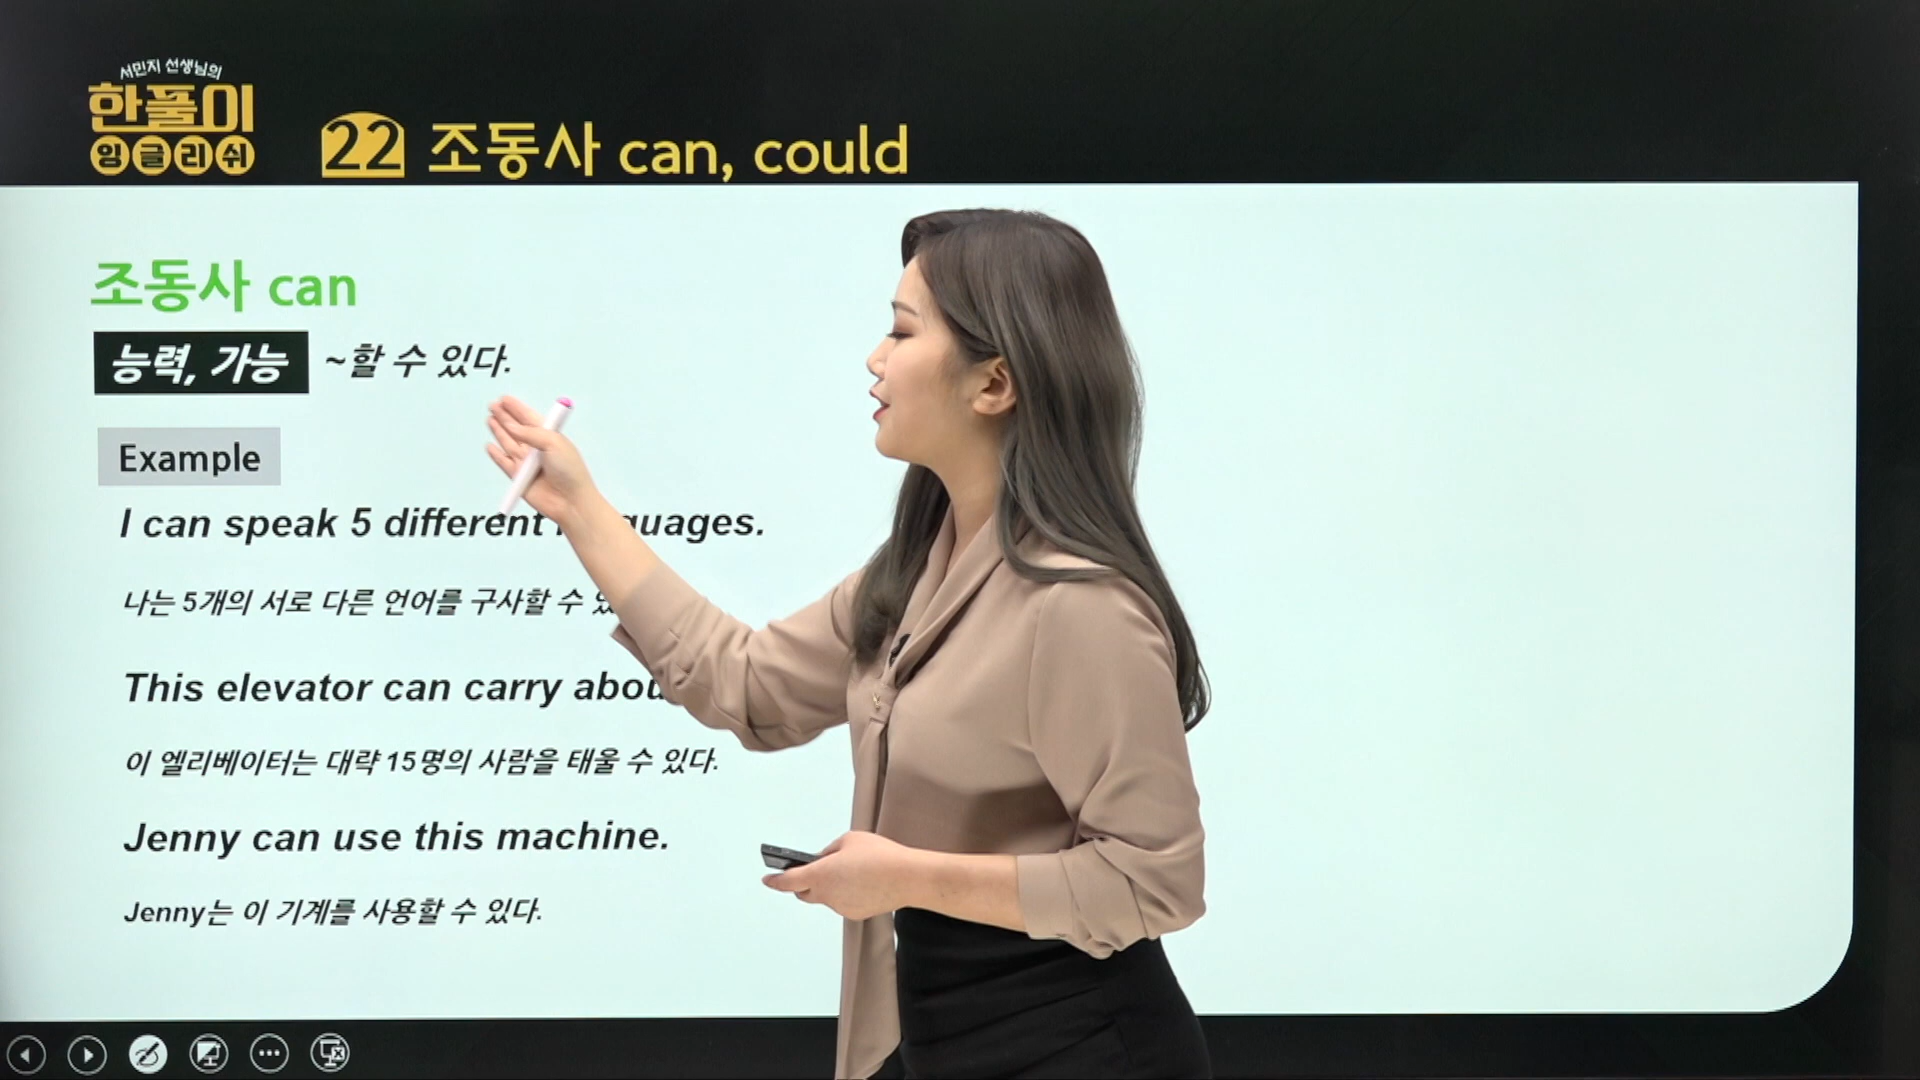 서민지 선생님의
한풀이
잉글리쉬
22 조동사 can, could
조동사 can
능력, 가능 ~할 수 있다.
Example
I can speak 5 different
나는 5개의 서로 다른 언어를 구사할 수
This elevator can carry
이 엘리베이터는 대략 15명의 사람을 태울 수 있다.
Jenny can use this machine.
Jenny는 이 기계를 사용할 수 있다.